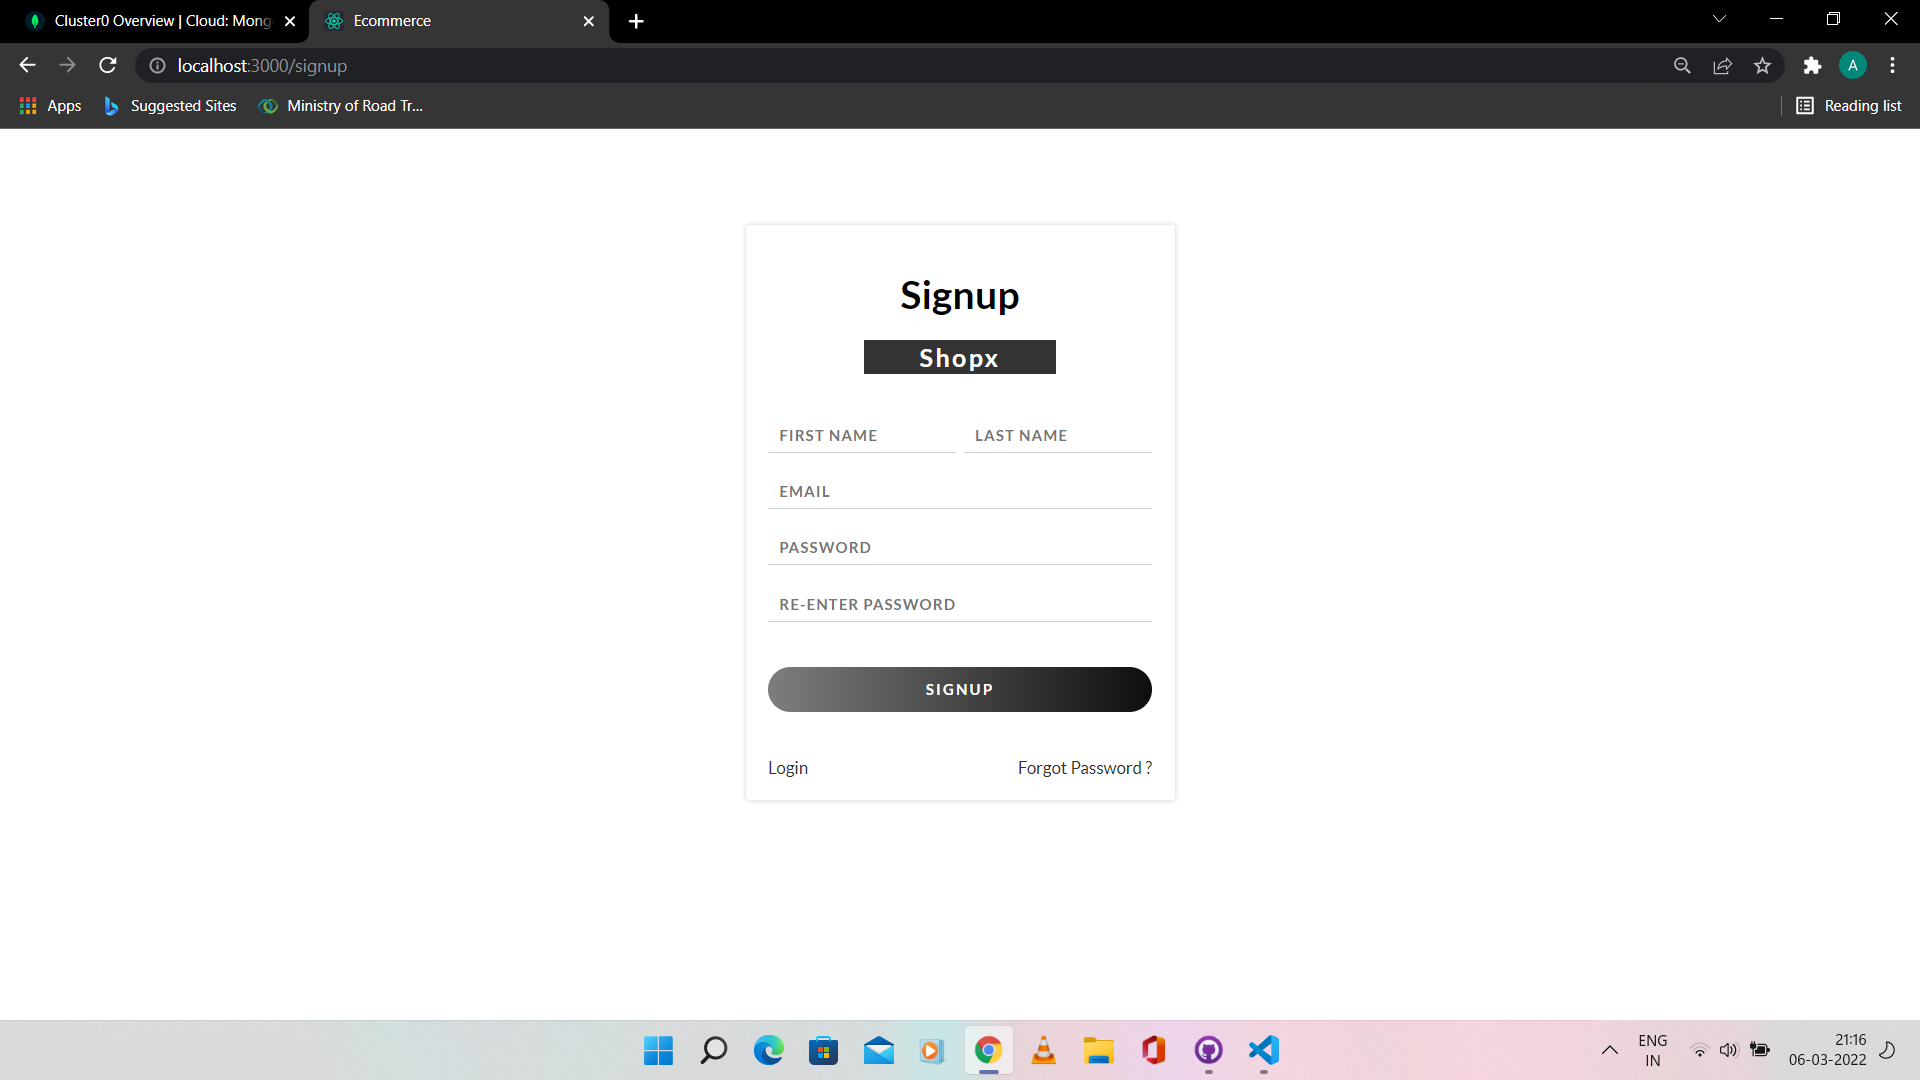 Cluster0 Overview | Cloud: Mong
Ecommerce
localhost:3000/signup
A
Apps
Suggested Sites
Ministry of Road Tr...
Reading list
Signup
Shopx
FIRST NAME
LAST NAME
EMAIL
PASSWORD
RE-ENTER PASSWORD
SIGNUP
Login
Forgot Password ?
ENG
IN
21:16
06-03-2022